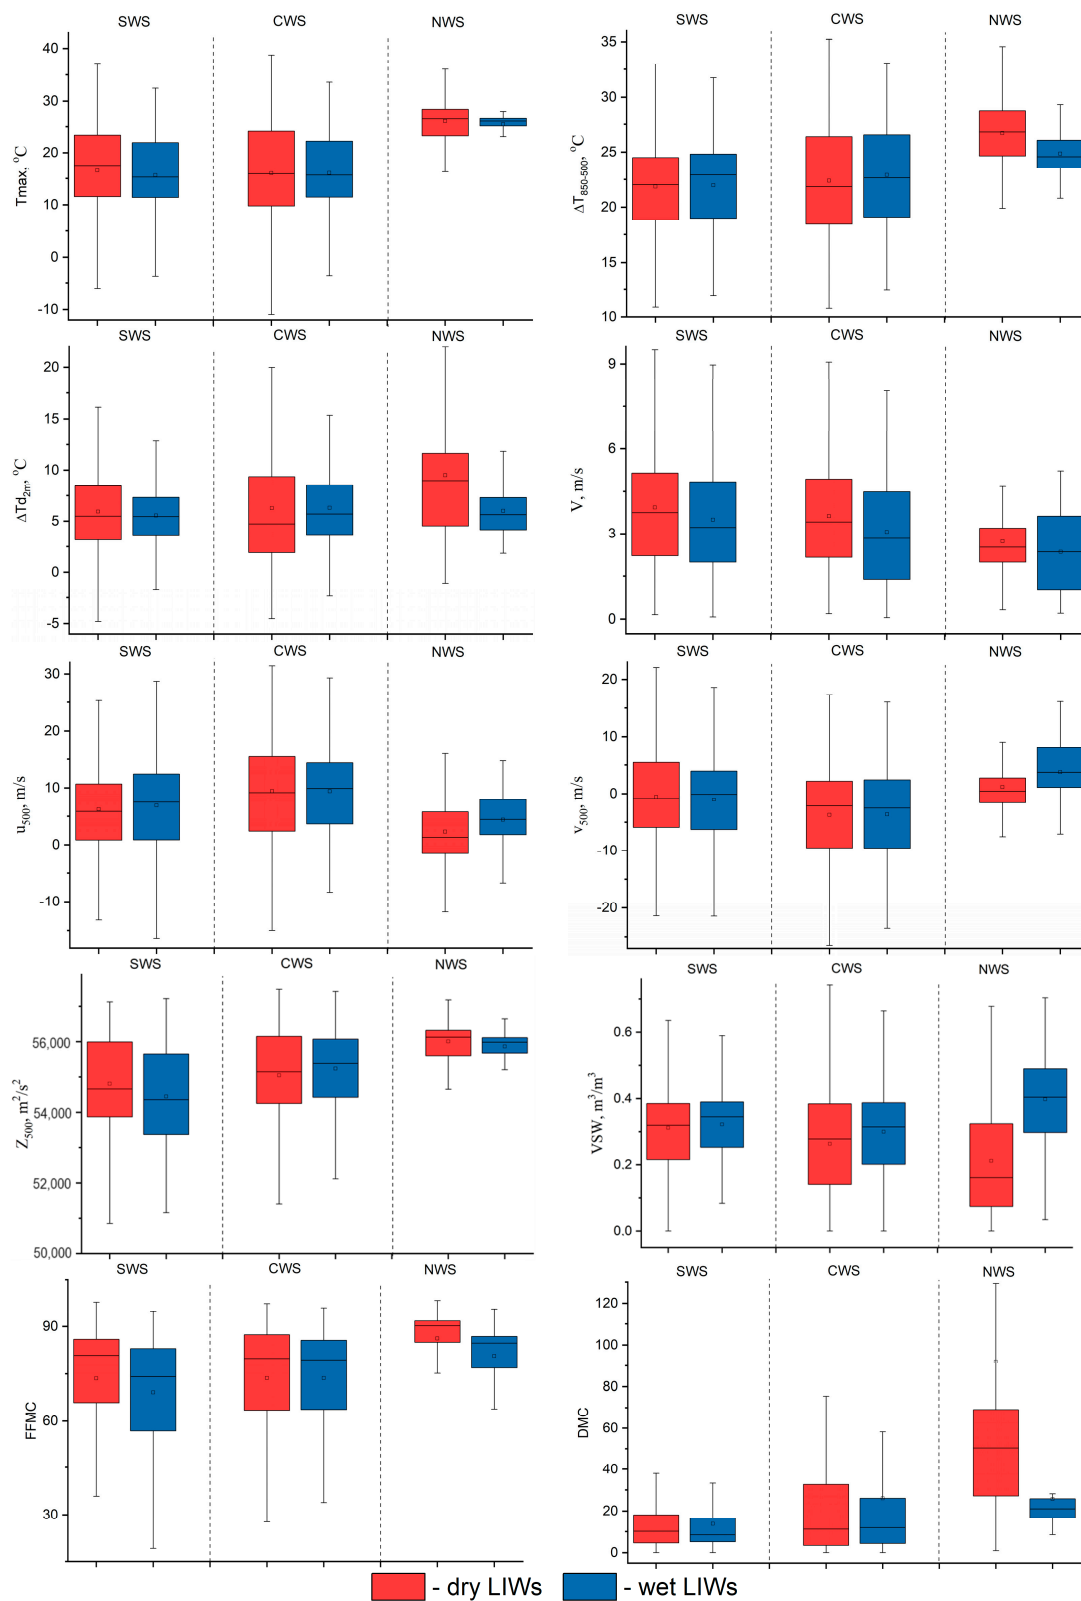 SWS CWS NWS
40
30
20
10
0
-10
Tmax, °C
SWS CWS NWS
35
30
25
20
15
10
ΔT850-500, °C
SWS CWS NWS
20
15
10
5
0
-5
ΔTd2m, °C
SWS CWS NWS
9
6
3
0
V, m/s
SWS CWS NWS
30
20
10
0
-10
u500, m/s
SWS CWS NWS
20
10
0
-10
-20
v500, m/s
SWS CWS NWS
56,000
54,000
52,000
50,000
Z500, m²/s²
SWS CWS NWS
0.6
0.4
0.2
0.0
VSW, m³/m³
SWS CWS NWS
90
60
30
FFMC
SWS CWS NWS
120
100
80
60
40
20
0
DMC
- dry LIWs - wet LIWs